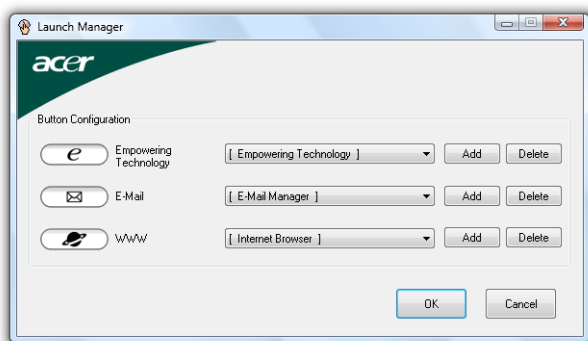 Launch Manager
acer
Button Configuration
e Empowering Technology [ Empowering Technology ] Add Delete
E-Mail [ E-Mail Manager ] Add Delete
WWW [ Internet Browser ] Add Delete
OK Cancel